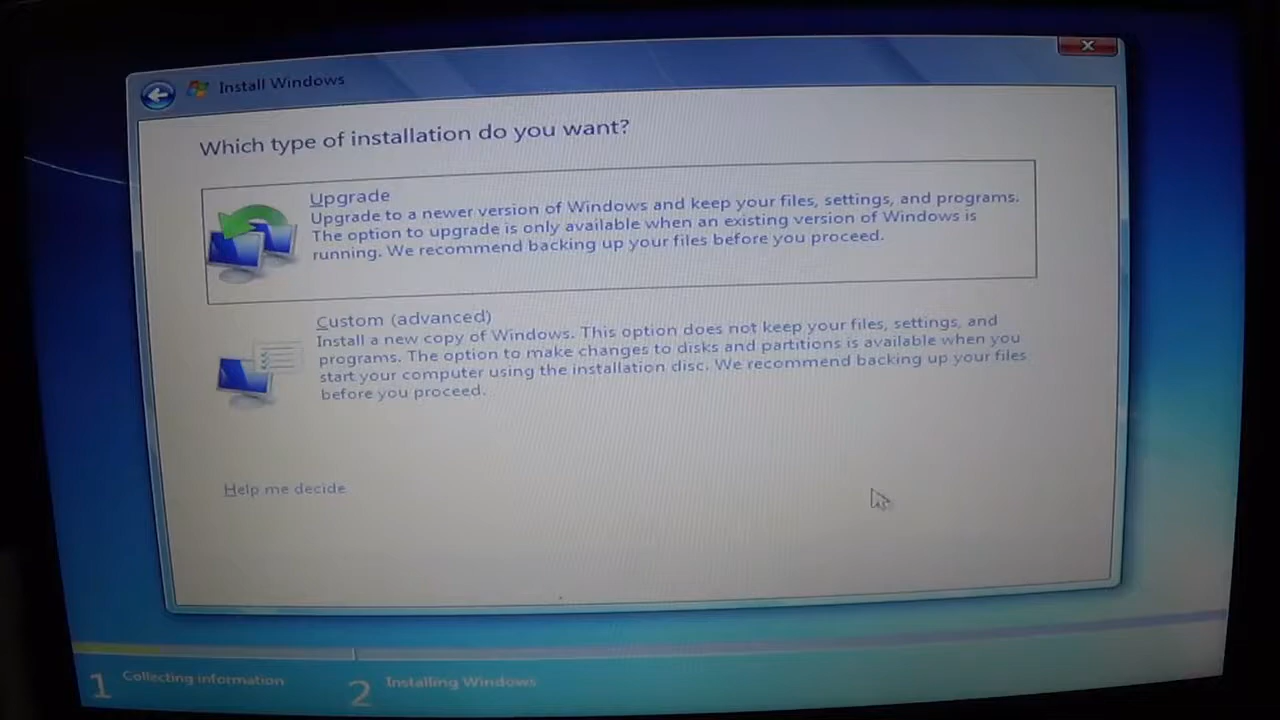 Install Windows
Which type of installation do you want?
Upgrade
Upgrade to a newer version of Windows and keep your files, settings, and programs.
The option to upgrade is only available when an existing version of Windows is
running. We recommend backing up your files before you proceed.
Custom (advanced)
Install a new copy of Windows. This option does not keep your files, settings, and
programs. The option to make changes to disks and partitions is available when you
start your computer using the installation disc. We recommend backing up your files
before you proceed.
Help me decide
1 Collecting information
2 Installing Windows